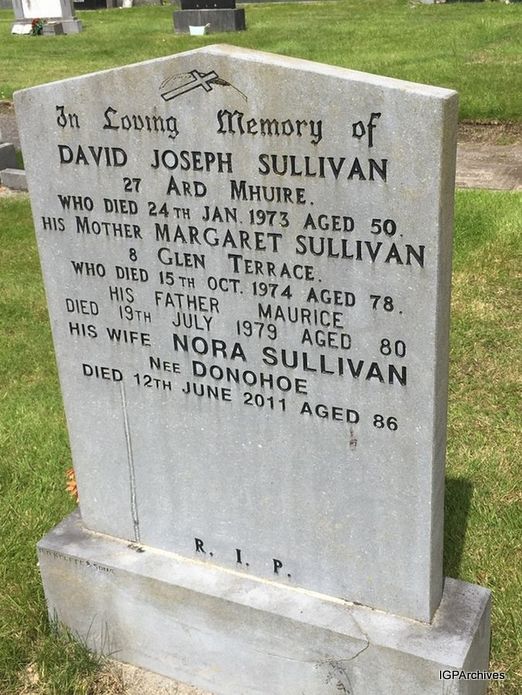 In Loving Memory of
DAVID JOSEPH SULLIVAN
27 ARD MHUIRE.
WHO DIED 24TH JAN. 1973 AGED 50.
HIS MOTHER MARGARET SULLIVAN
8 GLEN TERRACE.
WHO DIED 15TH OCT. 1974 AGED 78.
HIS FATHER MAURICE
DIED 19TH JULY 1979 AGED 80
HIS WIFE NORA SULLIVAN
NEE DONOHOE
DIED 12TH JUNE 2011 AGED 86
R. I. P.
IGPArchives